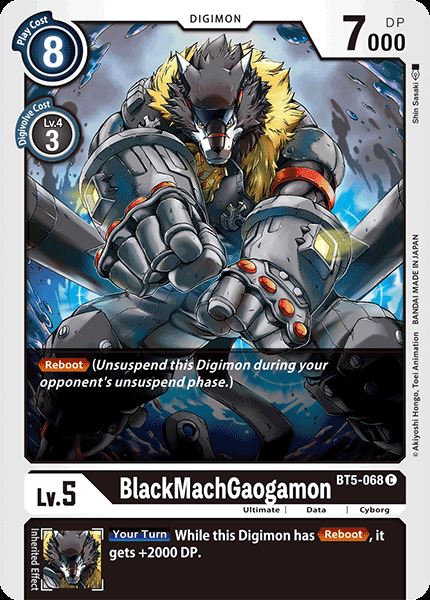 Play Cost
8
DIGIMON
7000
DP
Digivolve Cost
Lv.4
3
Shin Sasaki
© Akiyoshi Hongo, Toei Animation BANDAI MADE IN JAPAN
Reboot (Unsuspend this Digimon during your
opponent's unsuspend phase.)
Lv.5
BlackMachGaogamon
BT5-068 C
Ultimate | Data | Cyborg
Inherited Effect
Your Turn While this Digimon has Reboot, it
gets +2000 DP.